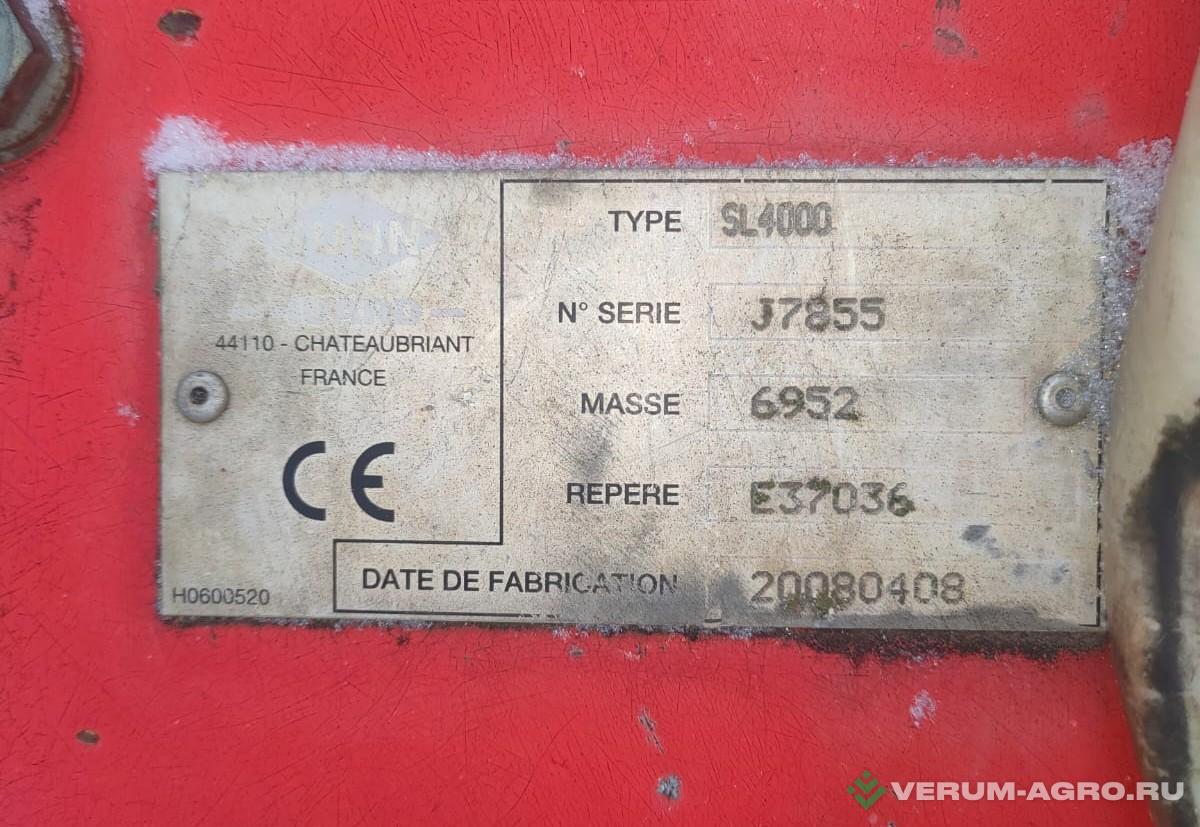 KUHN
44110 - CHATEAUBRIANT
FRANCE
CE
H0600520
TYPE SL4000
N° SERIE J7855
MASSE 6952
REPERE E37036
DATE DE FABRICATION 20080408
VERUM-AGRO.RU